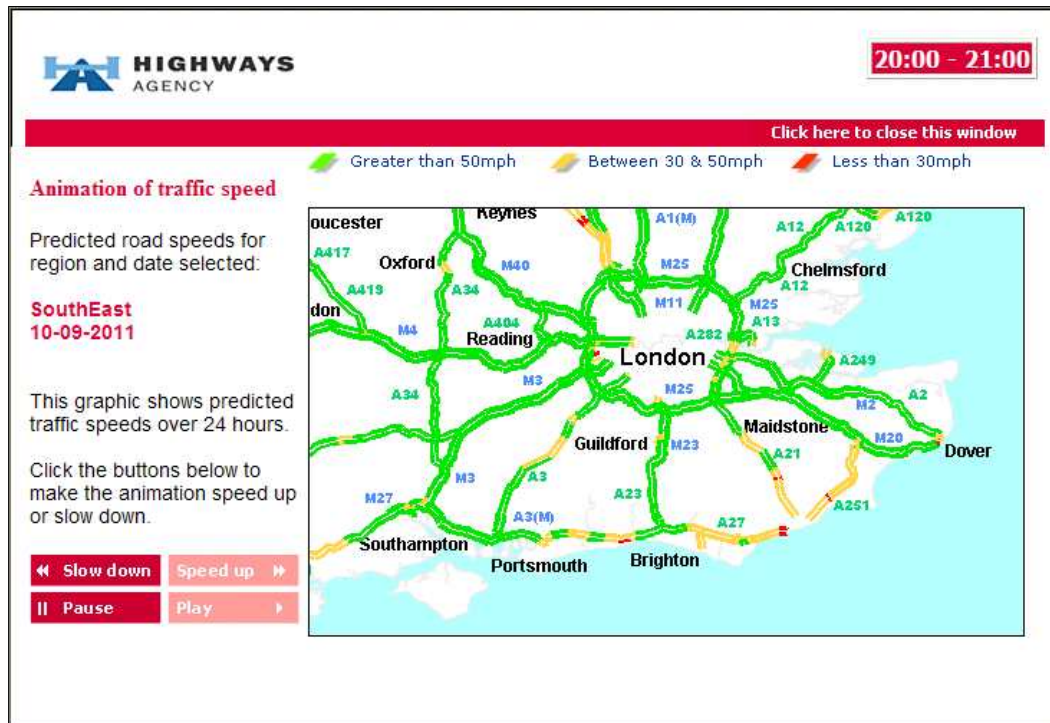 HIGHWAYS
AGENCY
20:00 - 21:00
Click here to close this window
Greater than 50mph
Between 30 & 50mph
Less than 30mph
Animation of traffic speed
Predicted road speeds for
region and date selected:
SouthEast
10-09-2011
This graphic shows predicted
traffic speeds over 24 hours.
Click the buttons below to
make the animation speed up
or slow down.
Slow down
Speed up
Pause
Play
oucester
Keynes
A1(M)
A12
A120
A120
A417
Oxford
M40
M25
Chelmsford
A419
A34
M11
A12
M25
don
M4
A404
Reading
A282
A13
London
A249
M3
M25
A34
A2
M2
Maidstone
Guildford
M23
M20
Dover
A21
M3
A3
A23
A251
M27
A3(M)
A27
Southampton
Portsmouth
Brighton